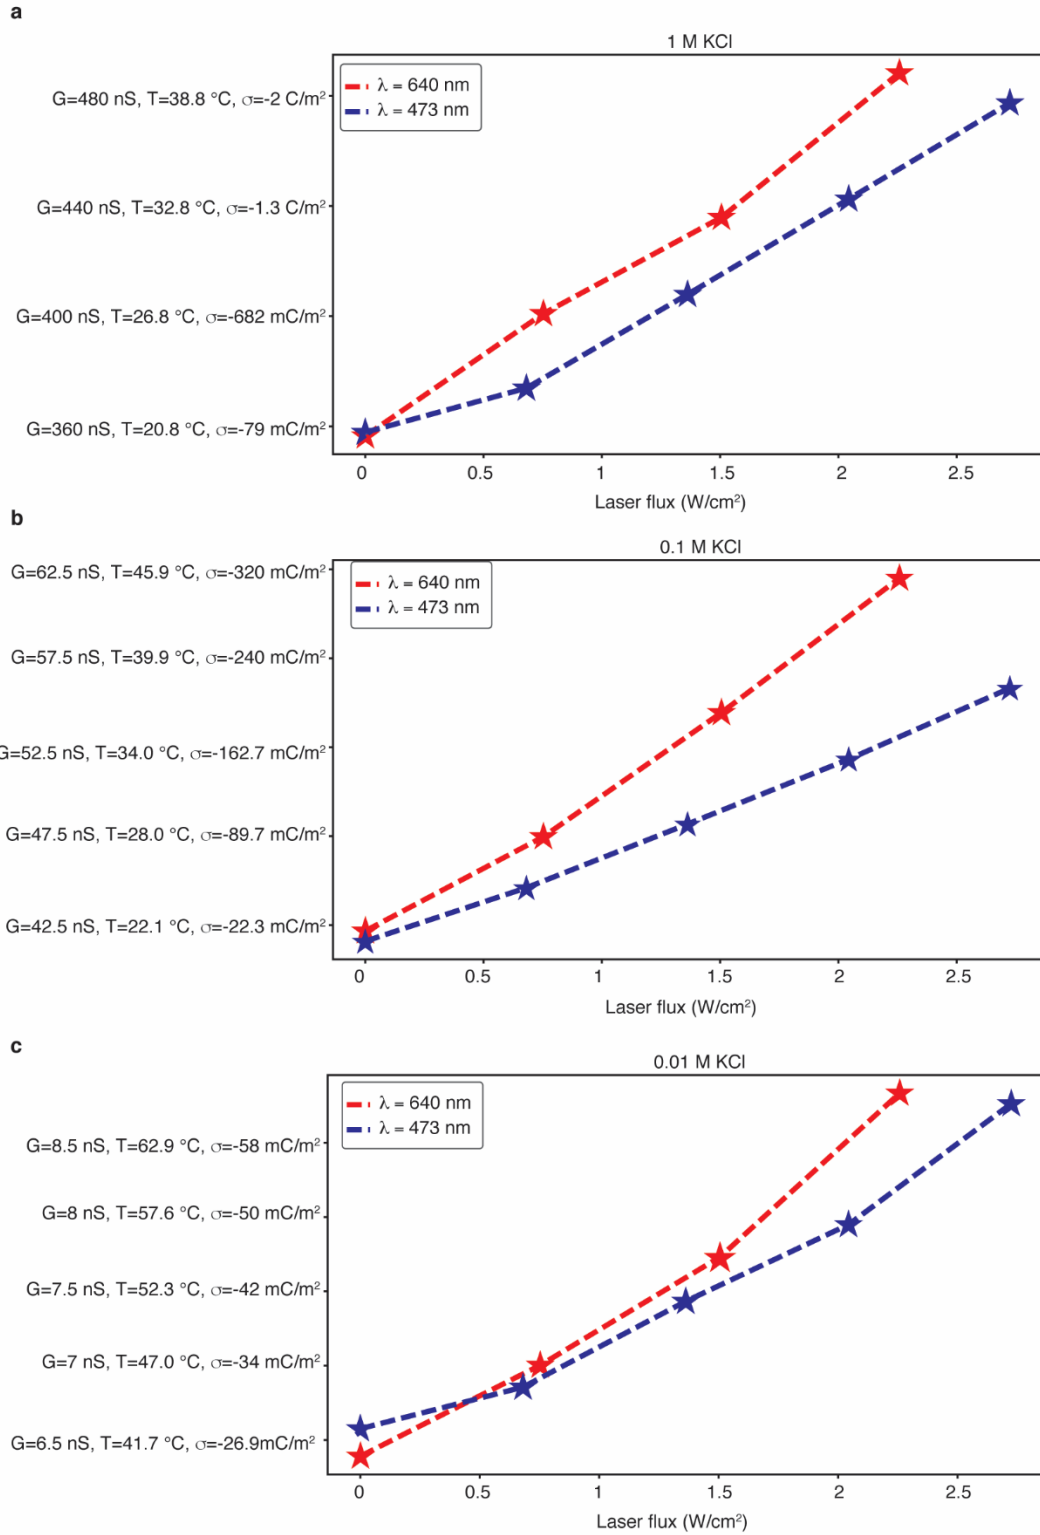 a
1 M KCl
λ = 640 nm
λ = 473 nm
G=480 nS, T=38.8 °C, σ=-2 C/m²
G=440 nS, T=32.8 °C, σ=-1.3 C/m²
G=400 nS, T=26.8 °C, σ=-682 mC/m²
G=360 nS, T=20.8 °C, σ=-79 mC/m²
0 0.5 1 1.5 2 2.5
Laser flux (W/cm²)
b
0.1 M KCl
λ = 640 nm
λ = 473 nm
G=62.5 nS, T=45.9 °C, σ=-320 mC/m²
G=57.5 nS, T=39.9 °C, σ=-240 mC/m²
G=52.5 nS, T=34.0 °C, σ=-162.7 mC/m²
G=47.5 nS, T=28.0 °C, σ=-89.7 mC/m²
G=42.5 nS, T=22.1 °C, σ=-22.3 mC/m²
0 0.5 1 1.5 2 2.5
Laser flux (W/cm²)
c
0.01 M KCl
λ = 640 nm
λ = 473 nm
G=8.5 nS, T=62.9 °C, σ=-58 mC/m²
G=8 nS, T=57.6 °C, σ=-50 mC/m²
G=7.5 nS, T=52.3 °C, σ=-42 mC/m²
G=7 nS, T=47.0 °C, σ=-34 mC/m²
G=6.5 nS, T=41.7 °C, σ=-26.9mC/m²
0 0.5 1 1.5 2 2.5
Laser flux (W/cm²)